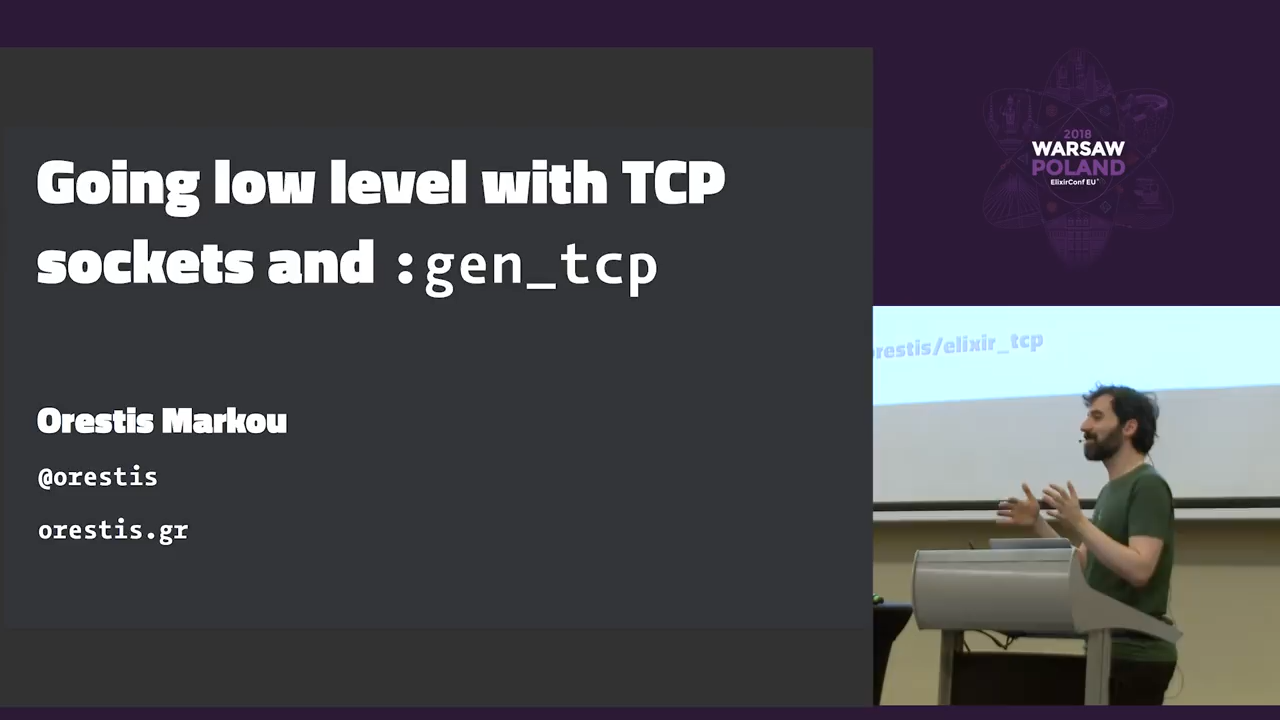 Going low level with TCP
sockets and :gen_tcp
Orestis Markou
@orestis
orestis.gr
2018
WARSAW
POLAND
ElixirConf EU
orestis/elixir_tcp